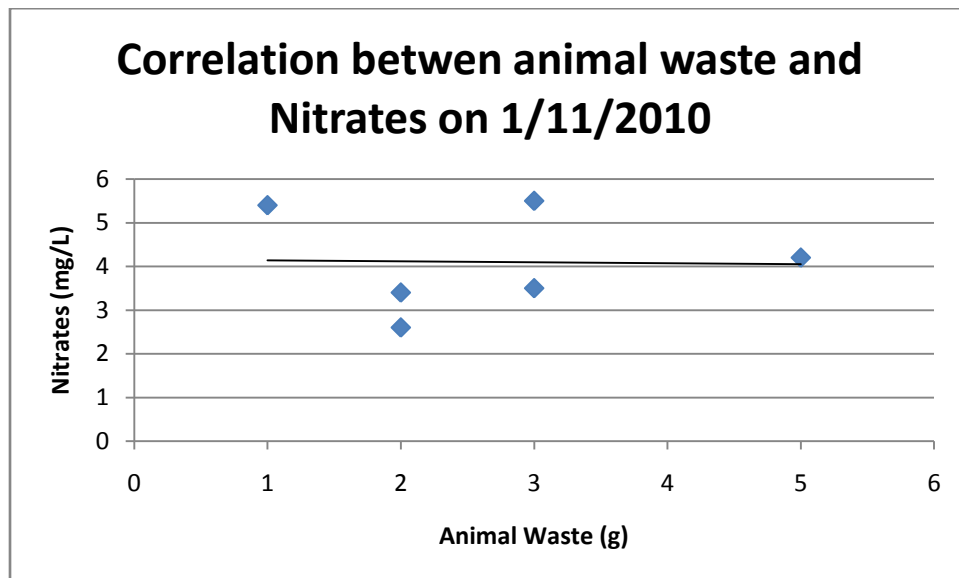 Correlation betwen animal waste and
Nitrates on 1/11/2010
Nitrates (mg/L)
6
5
4
3
2
1
0
0 1 2 3 4 5 6
Animal Waste (g)